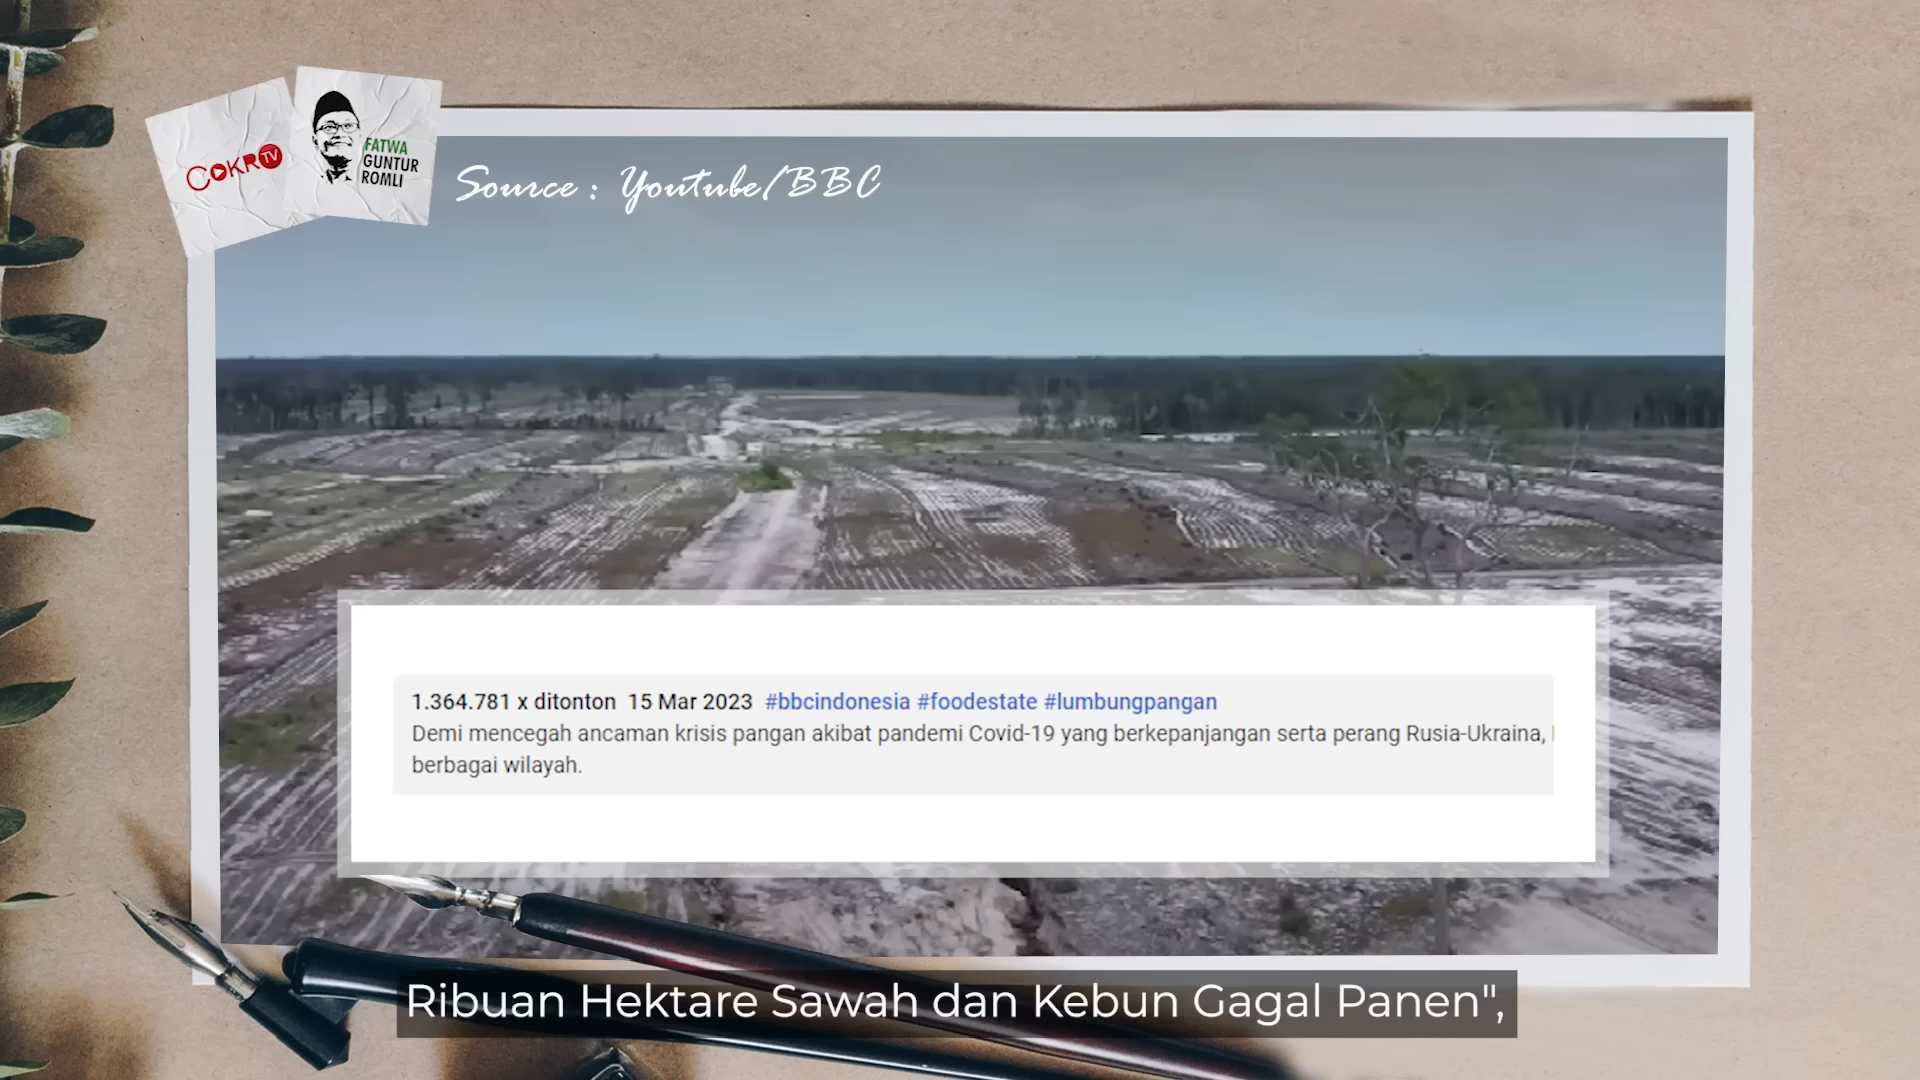 COKRO TV
FATWA
GUNTUR
ROMLI
Source : Youtube/BBC
1.364.781 x ditonton 15 Mar 2023 #bbcindonesia #foodestate #lumbungpangan
Demi mencegah ancaman krisis pangan akibat pandemi Covid-19 yang berkepanjangan serta perang Rusia-Ukraina,
berbagai wilayah.
Ribuan Hektare Sawah dan Kebun Gagal Panen",